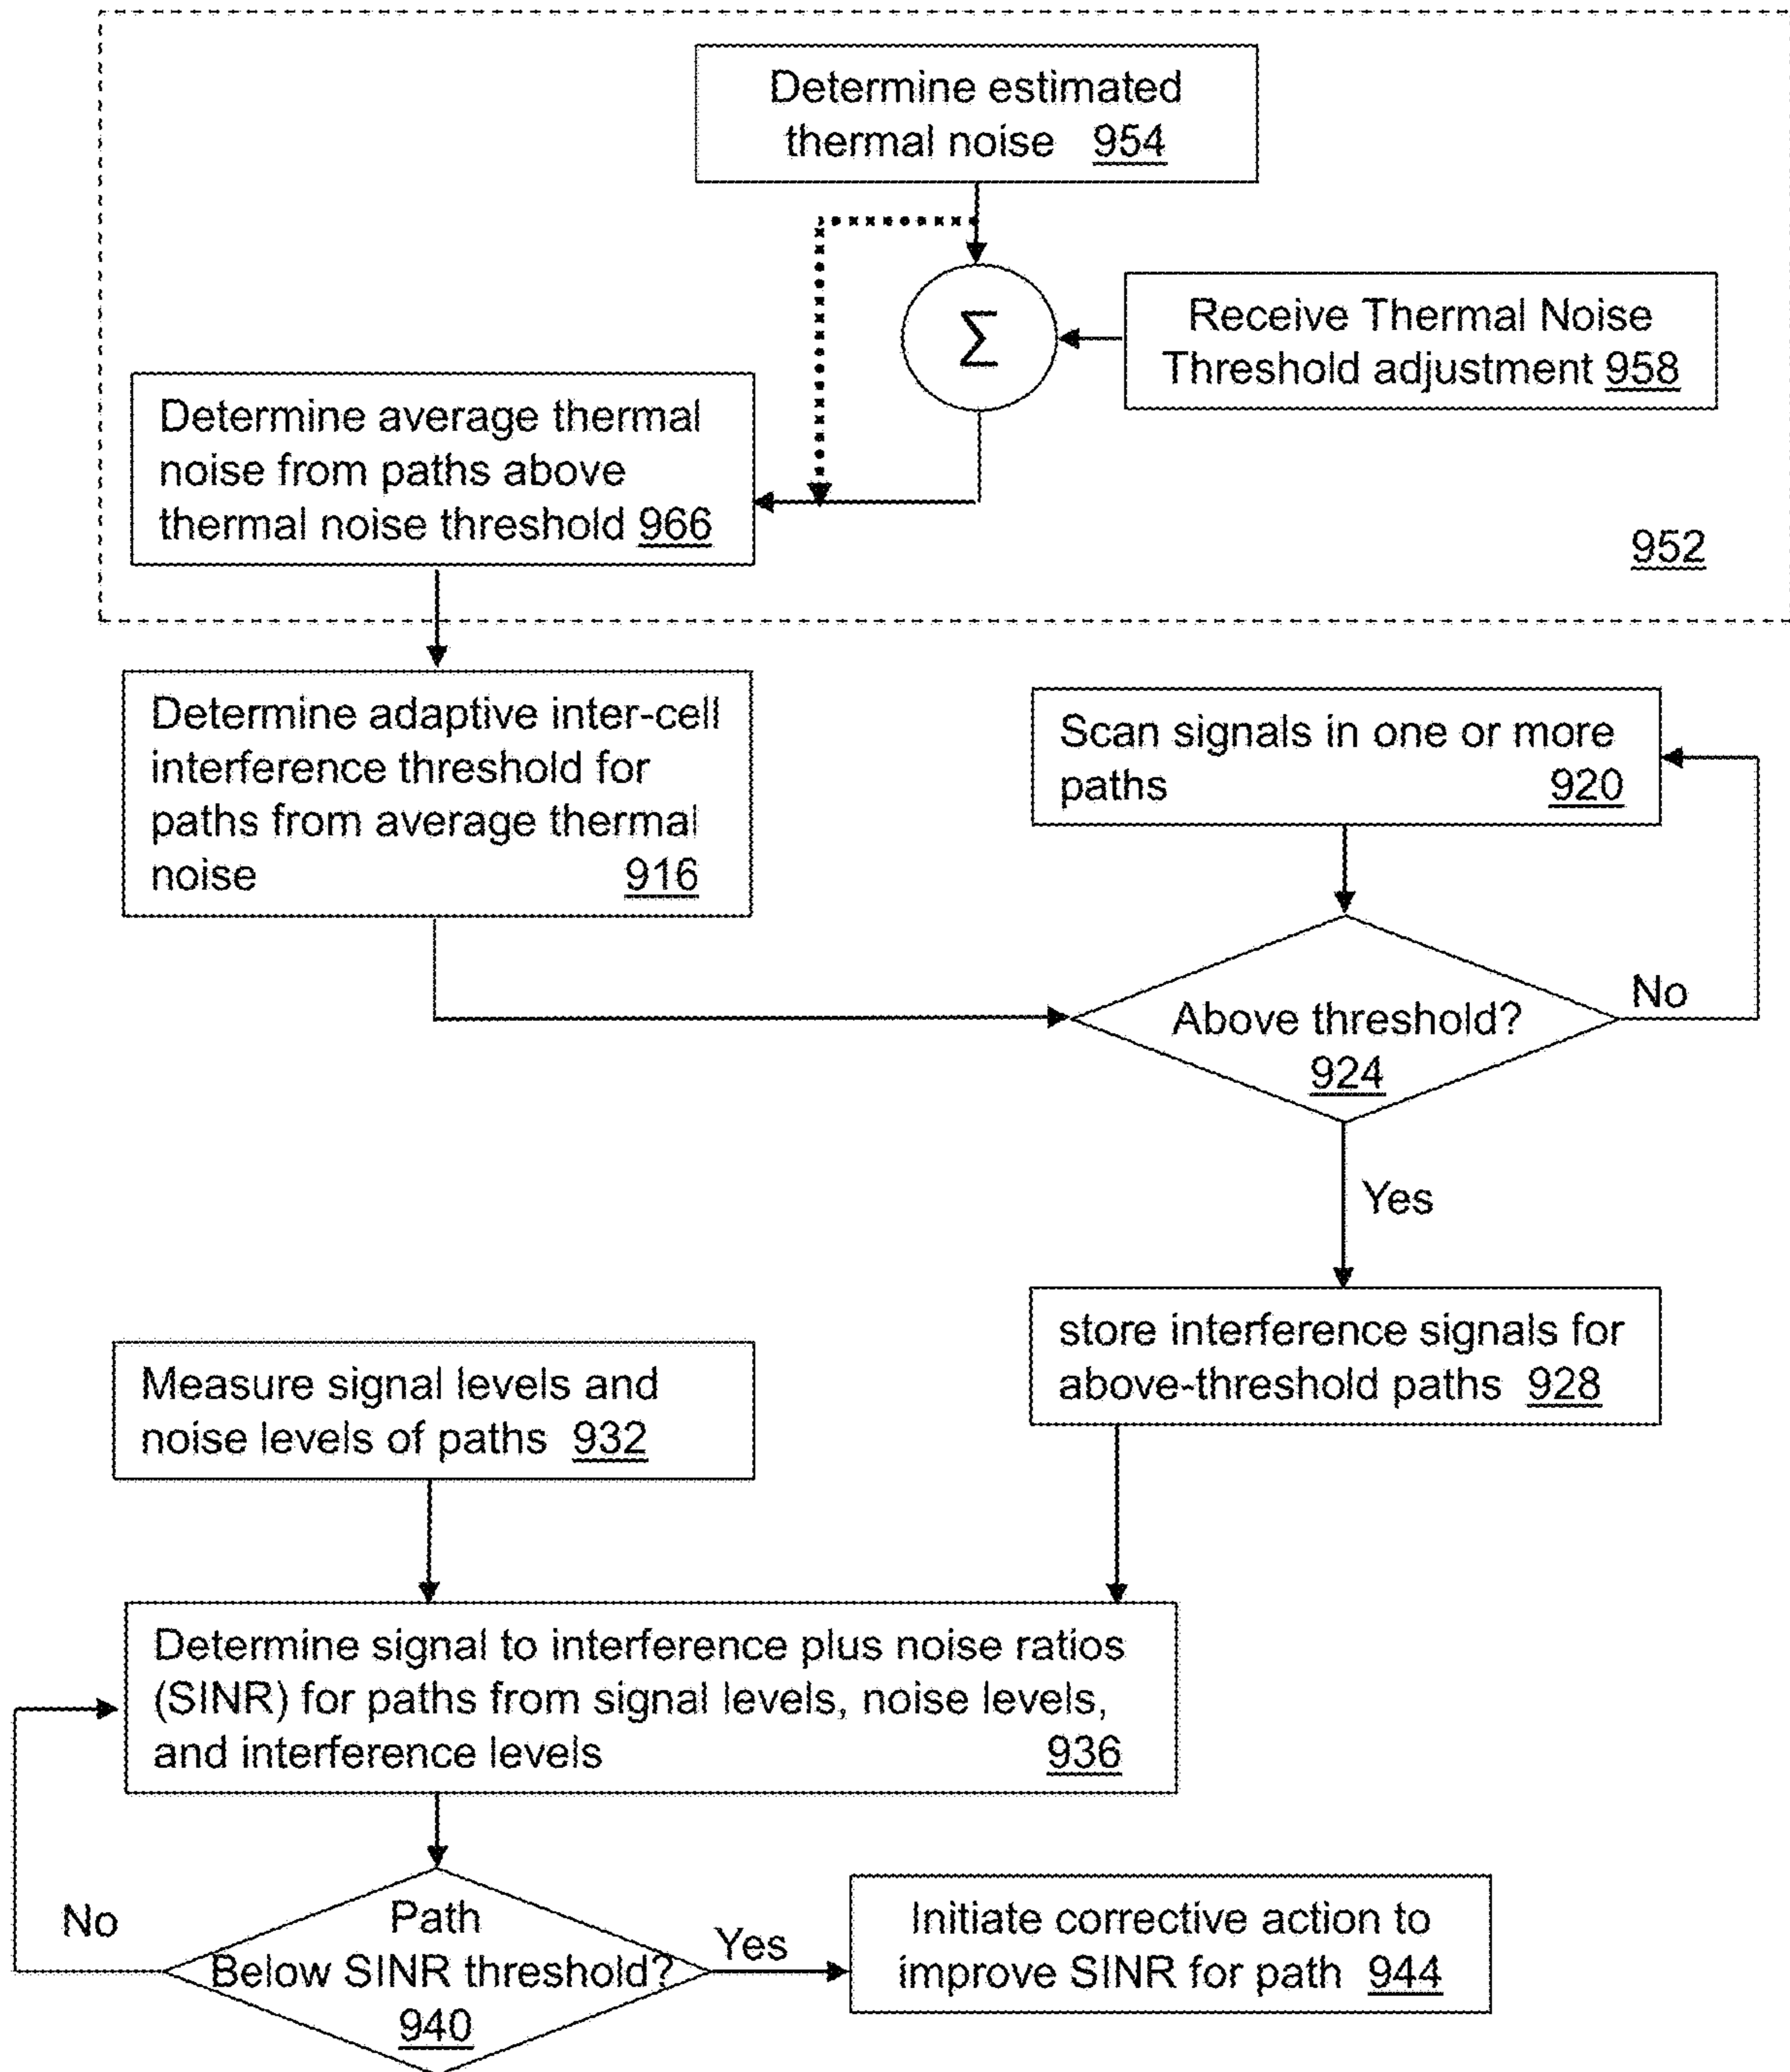 Determine estimated
thermal noise 954
Σ
Receive Thermal Noise
Threshold adjustment 958
Determine average thermal
noise from paths above
thermal noise threshold 966
952
Determine adaptive inter-cell
interference threshold for
paths from average thermal
noise 916
Scan signals in one or more
paths 920
Above threshold?
924
No
Yes
store interference signals for
above-threshold paths 928
Measure signal levels and
noise levels of paths 932
Determine signal to interference plus noise ratios
(SINR) for paths from signal levels, noise levels,
and interference levels 936
No
Path
Below SINR threshold?
940
Yes
Initiate corrective action to
improve SINR for path 944